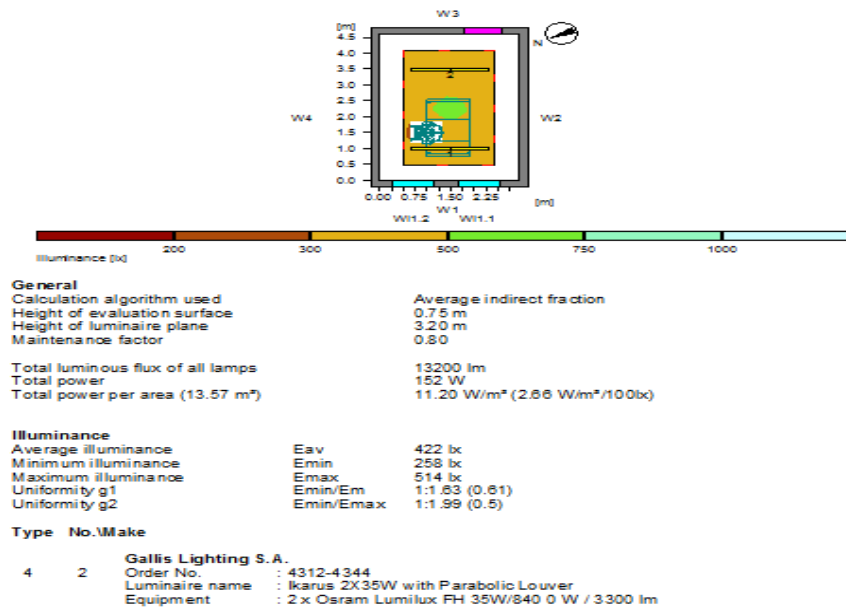 W3
[m]
4.5
4.0
3.5
3.0
2.5
2.0
1.5
1.0
0.5
0.0
N
2
W4
W2
0.00 0.75 1.50 2.25
[m]
W1
WI1.2 WI1.1
200 300 500 750 1000
Illuminance [lx]
General
Calculation algorithm used Average indirect fraction
Height of evaluation surface 0.75 m
Height of luminaire plane 3.20 m
Maintenance factor 0.80
Total luminous flux of all lamps 13200 lm
Total power 152 W
Total power per area (13.57 m²) 11.20 W/m² (2.66 W/m²/100lx)
Illuminance
Average illuminance Eav 422 lx
Minimum illuminance Emin 258 lx
Maximum illuminance Emax 514 lx
Uniformity g1 Emin/Em 1:1.63 (0.61)
Uniformity g2 Emin/Emax 1:1.99 (0.5)
Type No.\Make
Gallis Lighting S.A.
4 2 Order No. : 4312-4344
Luminaire name : Ikarus 2X35W with Parabolic Louver
Equipment : 2 x Osram Lumilux FH 35W/840 0 W / 3300 lm